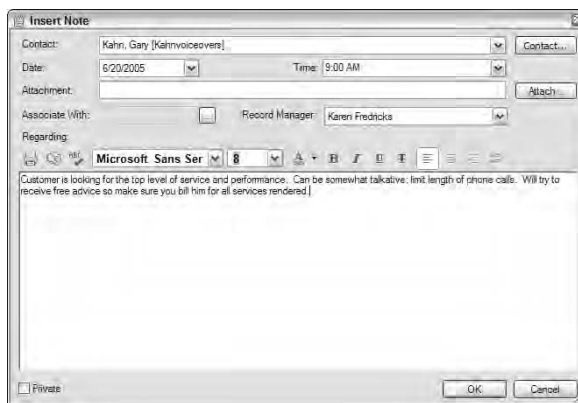 Insert Note
Contact: Kahn, Gary [Kahnvoiceovers] Contact...
Date: 6/20/2005 Time: 9:00 AM
Attachment: Attach...
Associate With: Record Manager: Karen Fredricks
Regarding:
ABC Microsoft Sans Ser 8 A B I U T
Customer is looking for the top level of service and performance. Can be somewhat talkative; limit length of phone calls. Will try to
receive free advice so make sure you bill him for all services rendered.
Private OK Cancel